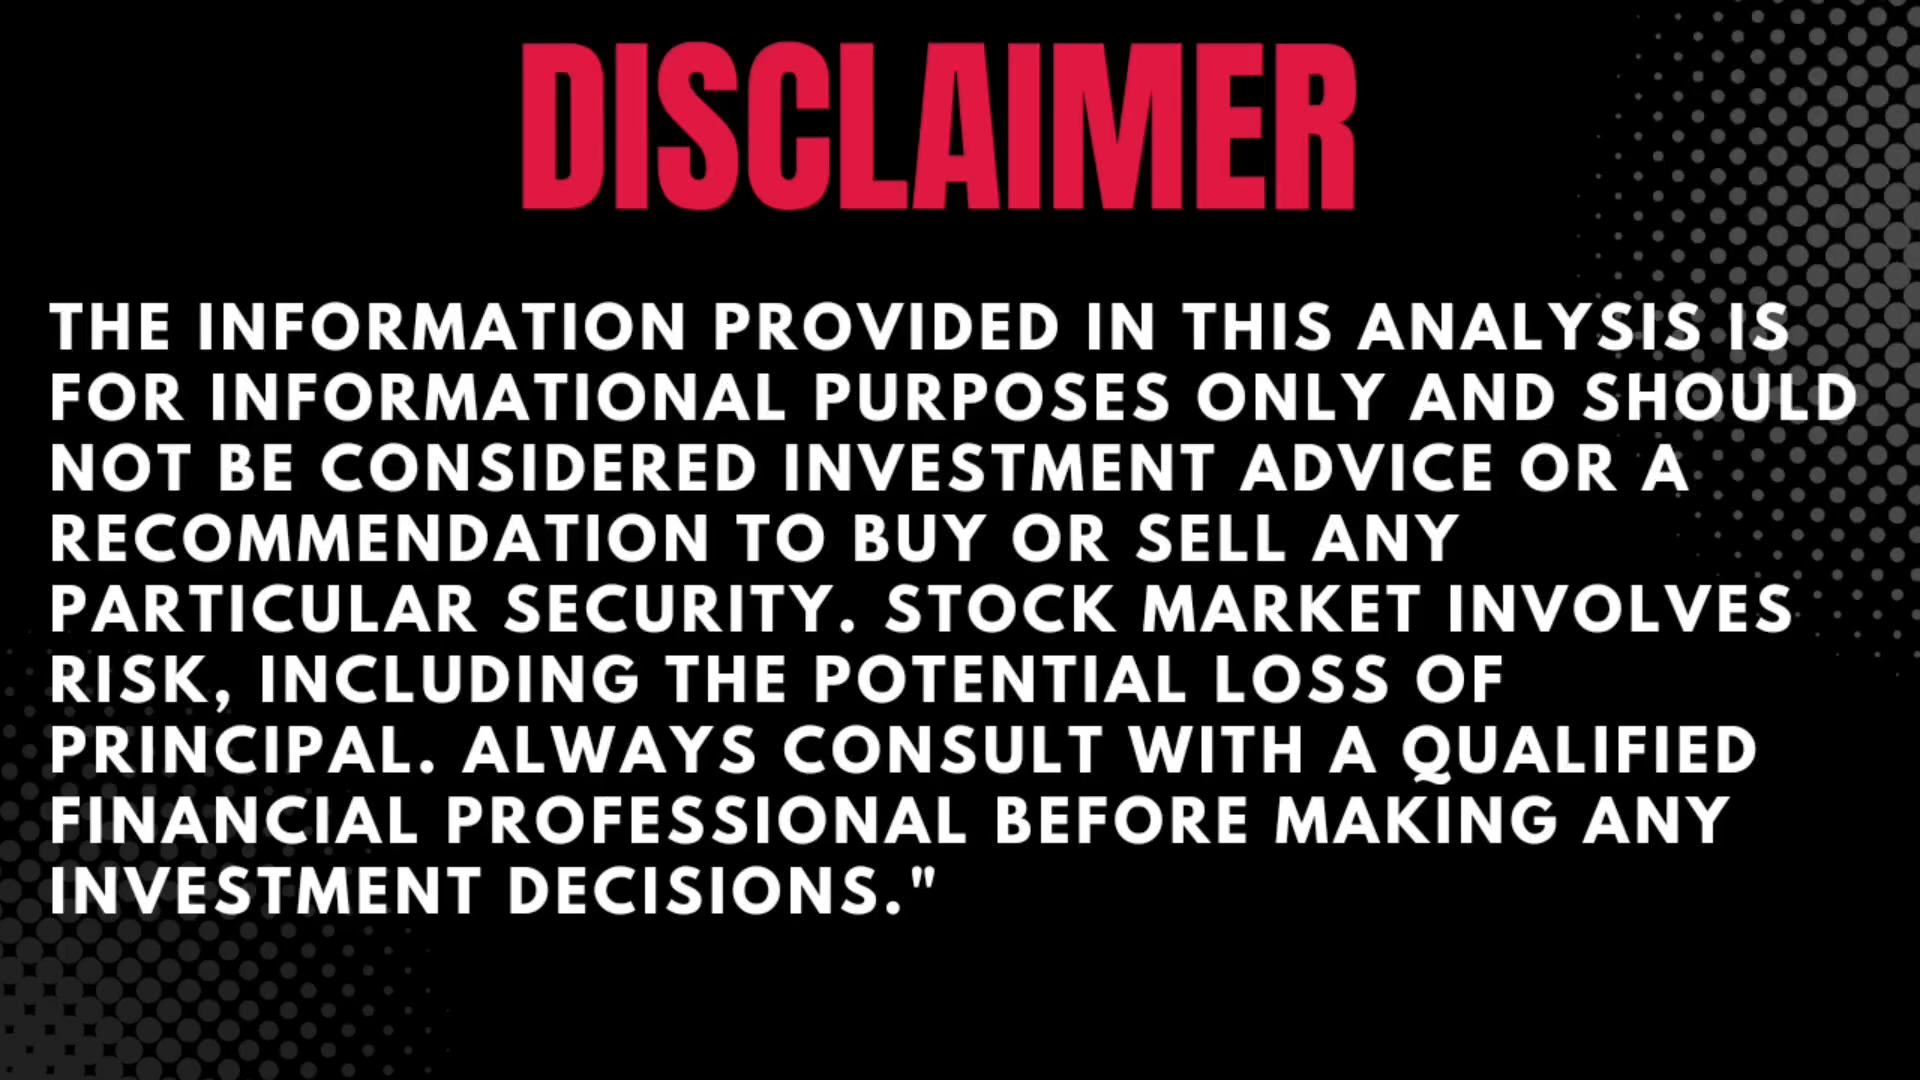 DISCLAIMER
THE INFORMATION PROVIDED IN THIS ANALYSIS IS
FOR INFORMATIONAL PURPOSES ONLY AND SHOULD
NOT BE CONSIDERED INVESTMENT ADVICE OR A
RECOMMENDATION TO BUY OR SELL ANY
PARTICULAR SECURITY. STOCK MARKET INVOLVES
RISK, INCLUDING THE POTENTIAL LOSS OF
PRINCIPAL. ALWAYS CONSULT WITH A QUALIFIED
FINANCIAL PROFESSIONAL BEFORE MAKING ANY
INVESTMENT DECISIONS."